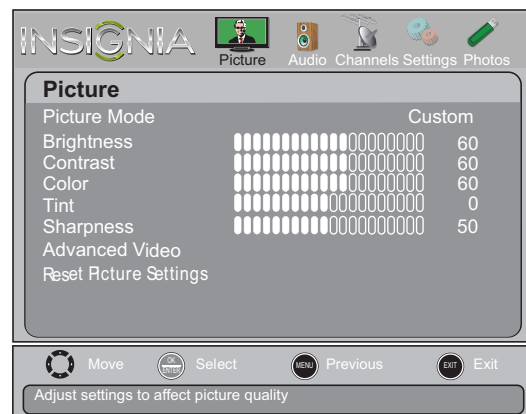 INSIGNIA
Picture Audio Channels Settings Photos
Picture
Picture Mode Custom
Brightness 60
Contrast 60
Color 60
Tint 0
Sharpness 50
Advanced Video
Reset Picture Settings
Move OK ENTER Select MENU Previous EXIT Exit
Adjust settings to affect picture quality